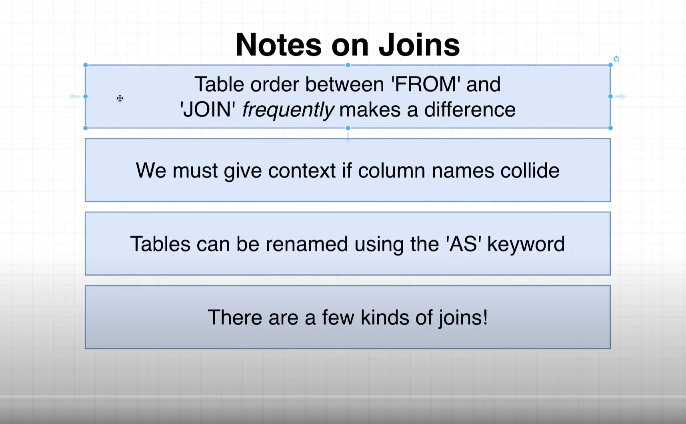 Notes on Joins
Table order between 'FROM' and
'JOIN' frequently makes a difference
We must give context if column names collide
Tables can be renamed using the 'AS' keyword
There are a few kinds of joins!